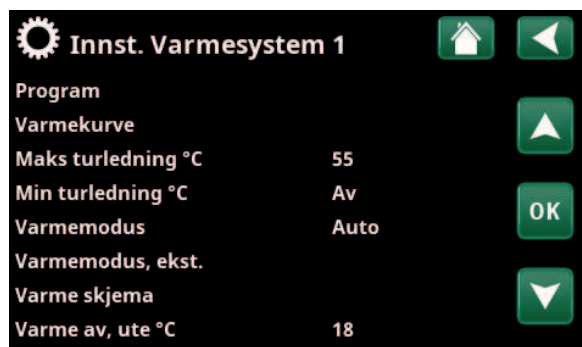 Innst. Varmesystem 1
Program
Varmekurve
Maks turledning °C 55
Min turledning °C Av
Varmemodus Auto
OK
Varmemodus, ekst.
Varme skjema
Varme av, ute °C 18